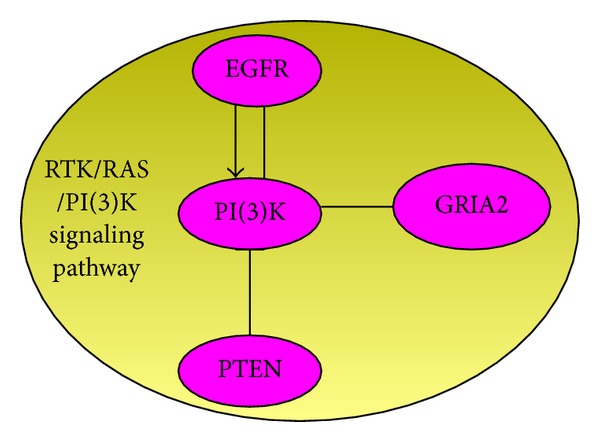 EGFR
RTK/RAS
/PI(3)K
signaling
pathway
PI(3)K
GRIA2
PTEN